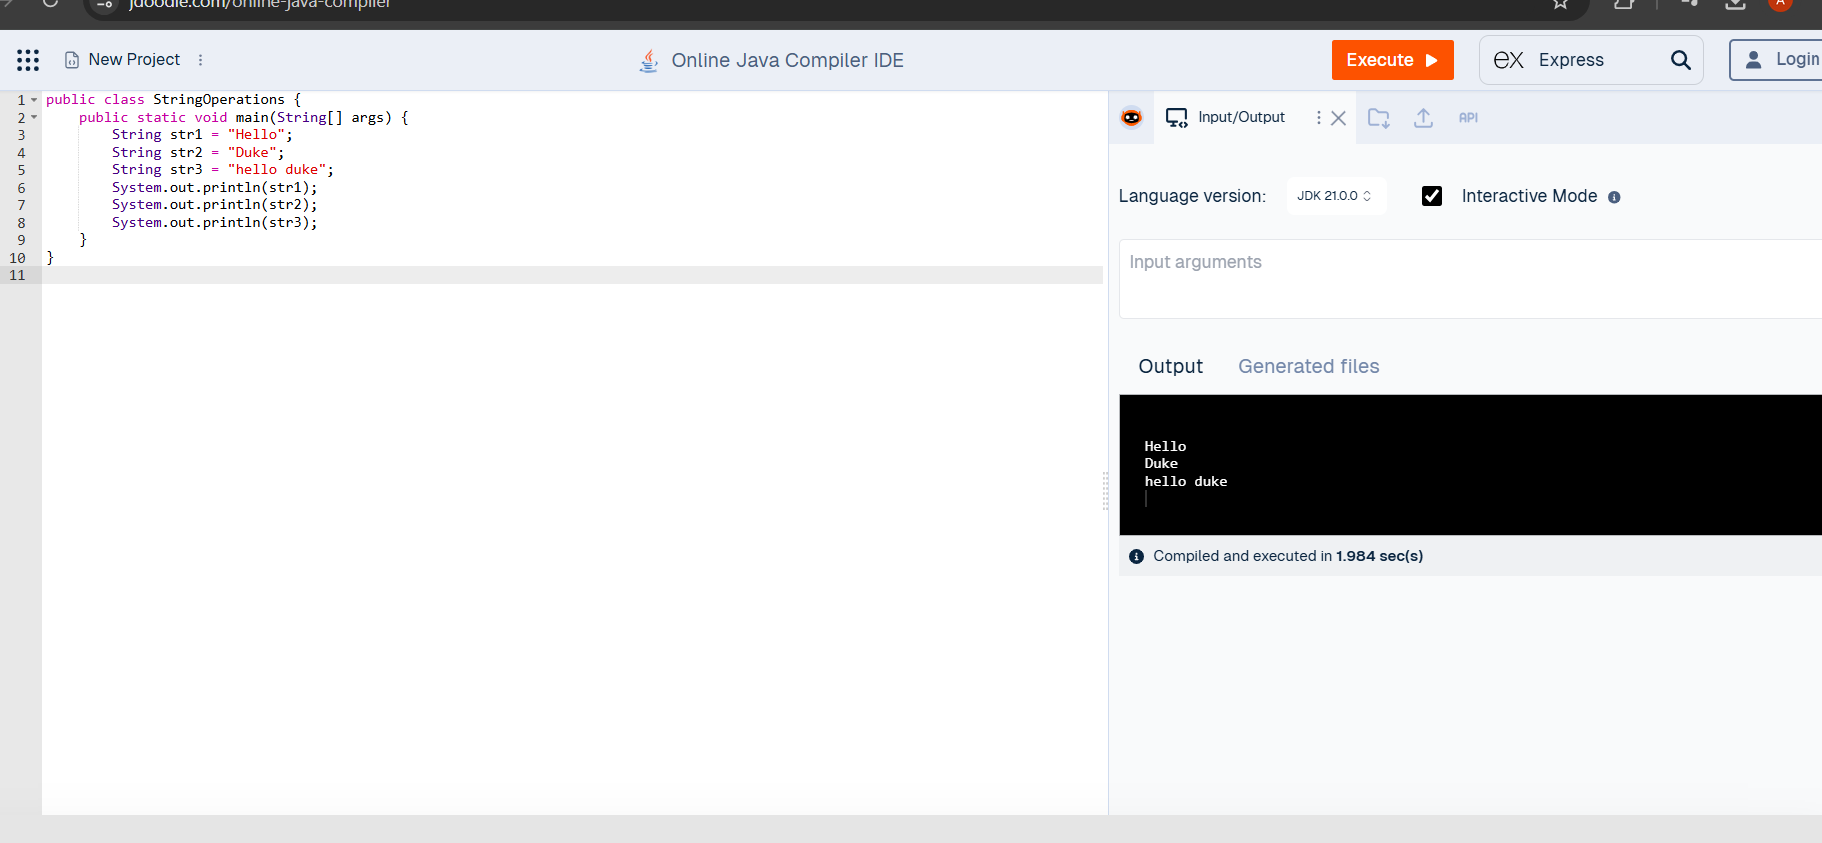 jdoodle.com/online-java-compiler
A
New Project
Online Java Compiler IDE
Execute
eX Express
Login
1 public class StringOperations {
2     public static void main(String[] args) {
3         String str1 = "Hello";
4         String str2 = "Duke";
5         String str3 = "hello duke";
6         System.out.println(str1);
7         System.out.println(str2);
8         System.out.println(str3);
9     }
10 }
11
Input/Output
API
Language version:
JDK 21.0.0
Interactive Mode
Input arguments
Output
Generated files
Hello
Duke
hello duke
Compiled and executed in 1.984 sec(s)